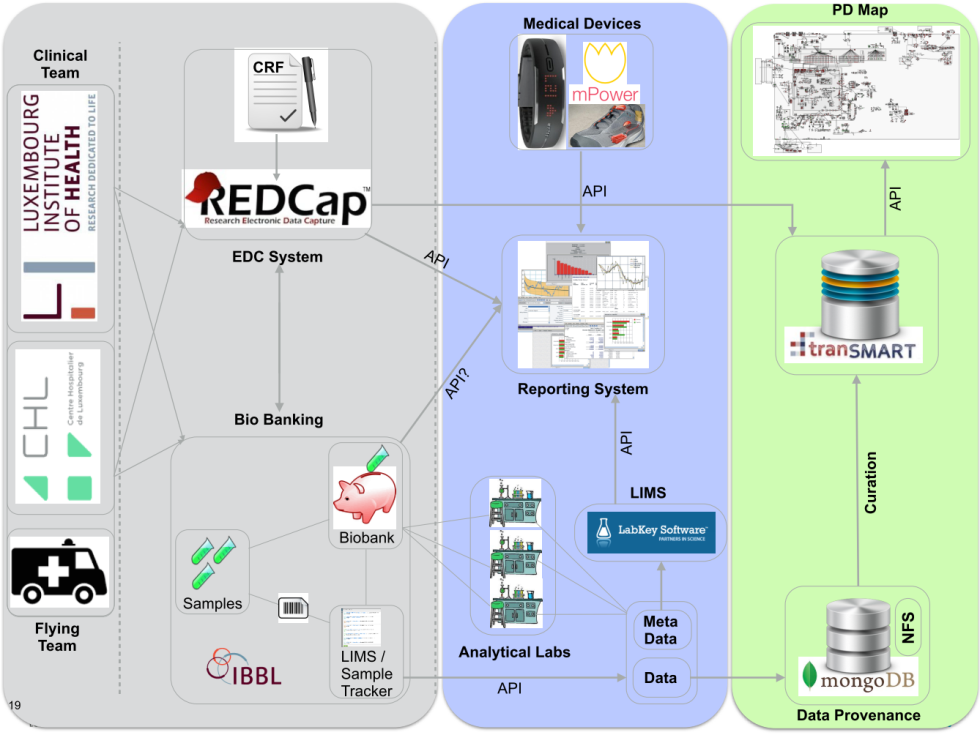 Clinical
Team
LUXEMBOURG
INSTITUTE
OF HEALTH
RESEARCH DEDICATED TO LIFE
CHL
Centre Hospitalier
de Luxembourg
Flying
Team
19
CRF
REDCap™
Research Electronic Data Capture
EDC System
API
Bio Banking
API?
Biobank
Samples
LIMS /
Sample
Tracker
IBBL
API
Medical Devices
mPower
API
Reporting System
API
LIMS
LabKey Software™
PARTNERS IN SCIENCE
Analytical Labs
Meta
Data
Data
PD Map
API
tranSMART
Curation
NFS
mongoDB
Data Provenance